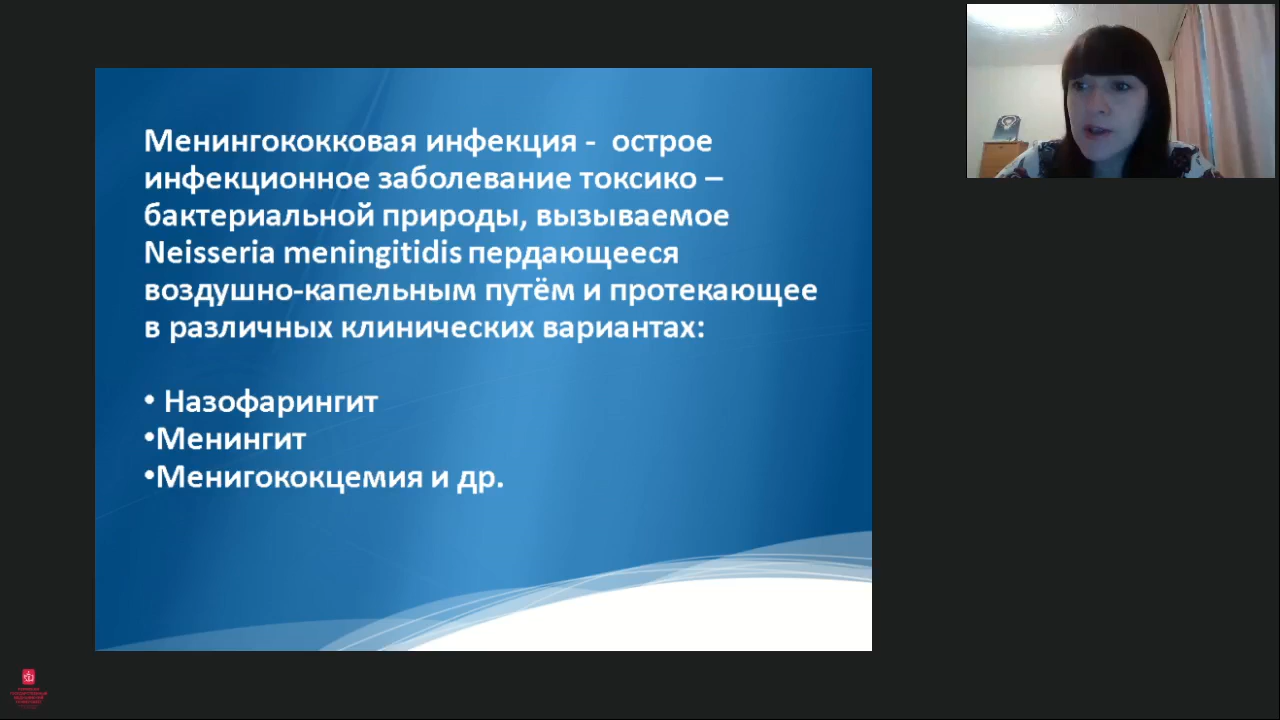 Менингококковая инфекция - острое
инфекционное заболевание токсико –
бактериальной природы, вызываемое
Neisseria meningitidis пердающееся
воздушно-капельным путём и протекающее
в различных клинических вариантах:
• Назофарингит
•Менингит
•Менигококцемия и др.